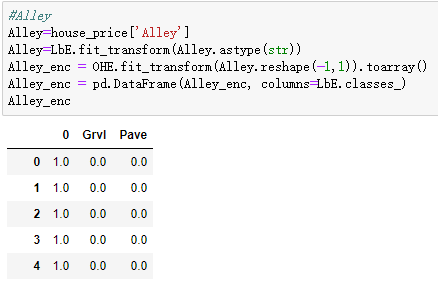 #Alley
Alley=house_price['Alley']
Alley=LbE.fit_transform(Alley.astype(str))
Alley_enc = OHE.fit_transform(Alley.reshape(-1,1)).toarray()
Alley_enc = pd.DataFrame(Alley_enc, columns=LbE.classes_)
Alley_enc
0 Grvl Pave
0 1.0 0.0 0.0
1 1.0 0.0 0.0
2 1.0 0.0 0.0
3 1.0 0.0 0.0
4 1.0 0.0 0.0